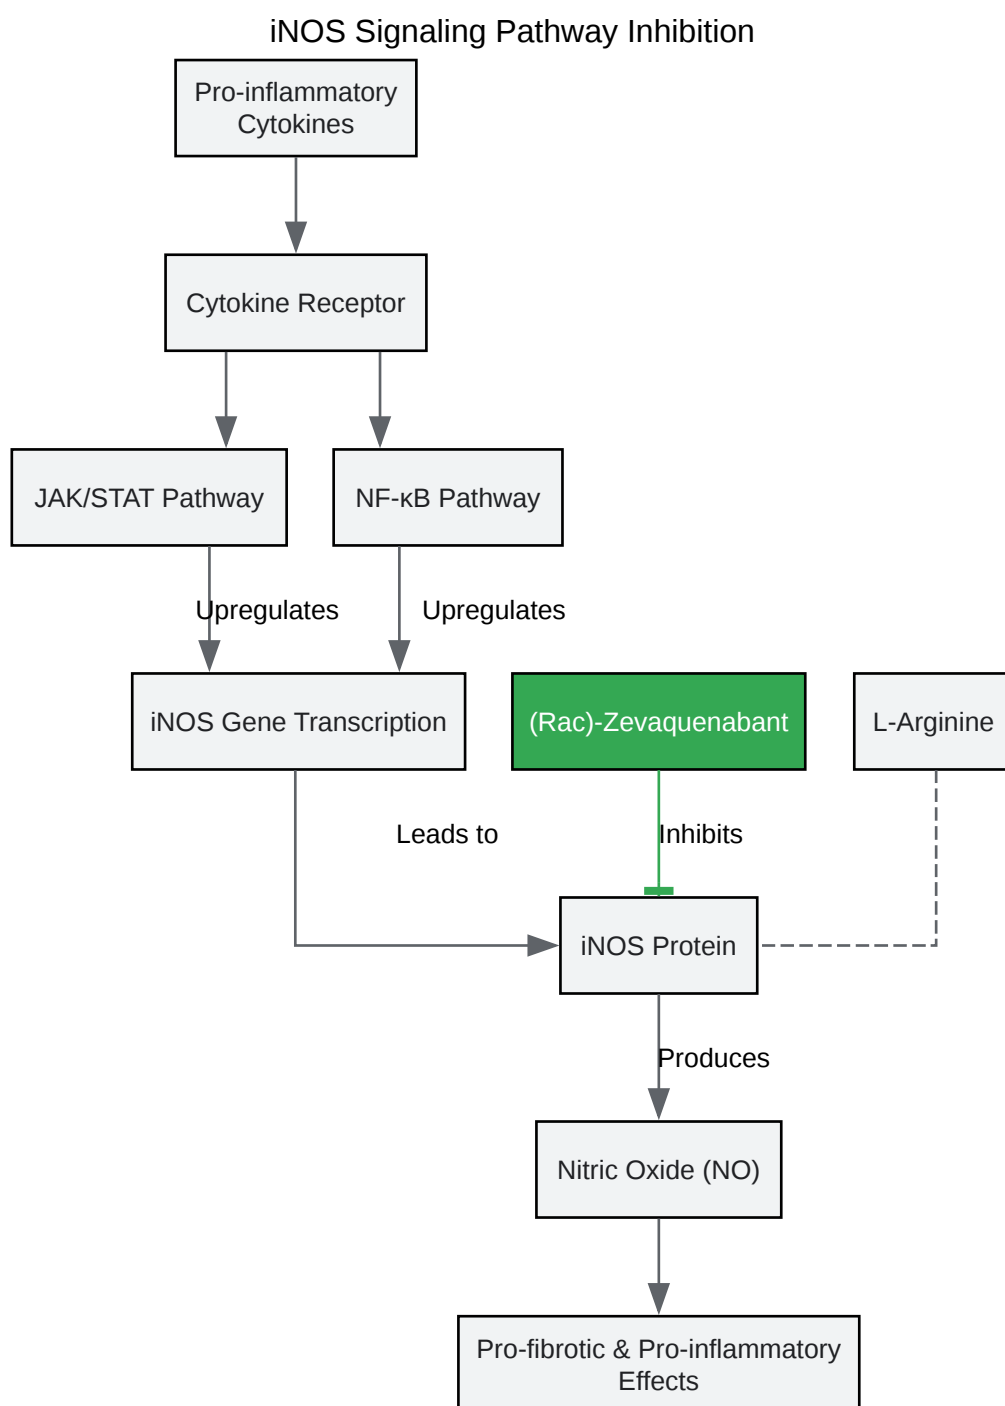 iNOS Signaling Pathway Inhibition
Pro-inflammatory
Cytokines
Cytokine Receptor
JAK/STAT Pathway
NF-κB Pathway
Upregulates
Upregulates
iNOS Gene Transcription
(Rac)-Zevaquenabant
L-Arginine
Leads to
Inhibits
iNOS Protein
Produces
Nitric Oxide (NO)
Pro-fibrotic & Pro-inflammatory
Effects